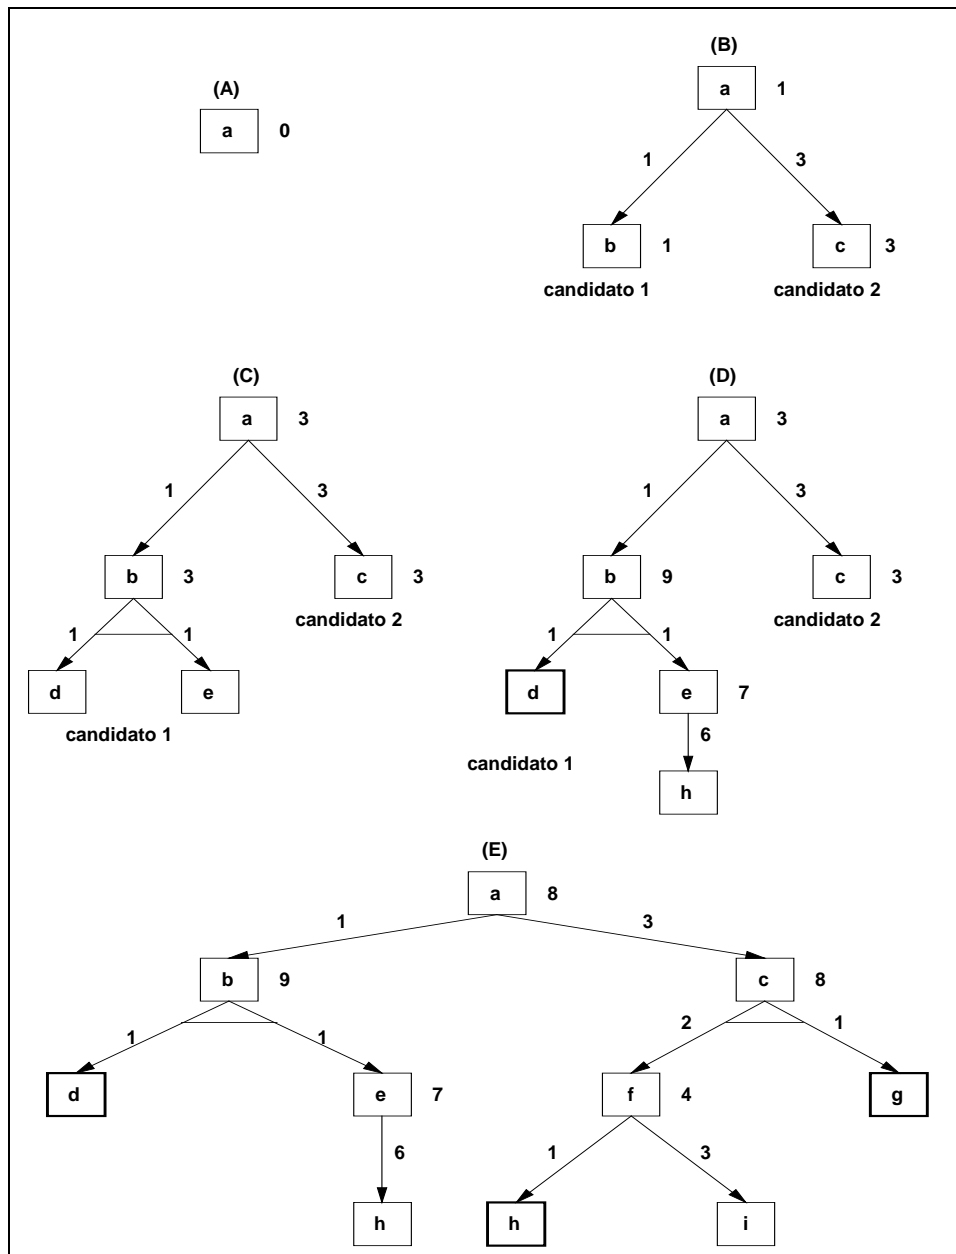 (A)
a 0
(B)
a 1
1 3
b 1 c 3
candidato 1 candidato 2
(C)
a 3
1 3
b 3 c 3
candidato 2
1 1
d e
candidato 1
(D)
a 3
1 3
b 9 c 3
candidato 2
1 1
d e 7
6
candidato 1
h
(E)
a 8
1 3
b 9 c 8
1 1 2 1
d e 7 f 4 g
6 1 3
h h i